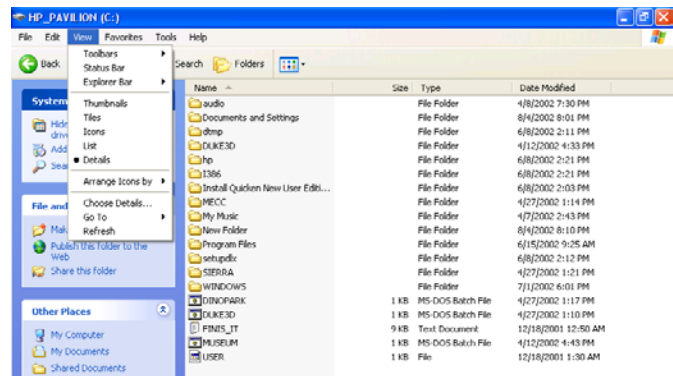 HP_PAVILION (C:)
File Edit View Favorites Tools Help
Back Search Folders
Toolbars
Status Bar
Explorer Bar
Thumbnails
Tiles
Icons
List
Details
Arrange Icons by
Choose Details...
Go To
Refresh
System
Hide
Add
File and
Publish this folder to the
Web
Share this folder
Other Places
My Computer
My Documents
Shared Documents
Name Size Type Date Modified
audio File Folder 4/8/2002 7:30 PM
Documents and Settings File Folder 8/4/2002 8:01 PM
dtmp File Folder 6/8/2002 2:11 PM
DUKE3D File Folder 4/12/2002 4:33 PM
hp File Folder 6/8/2002 2:21 PM
I386 File Folder 6/8/2002 2:21 PM
Install Quicken New User Editi... File Folder 6/8/2002 2:03 PM
MECC File Folder 4/27/2002 1:14 PM
My Music File Folder 4/7/2002 2:43 PM
New Folder File Folder 8/4/2002 8:10 PM
Program Files File Folder 6/15/2002 9:25 AM
setupdlx File Folder 6/8/2002 2:12 PM
SIERRA File Folder 4/27/2002 1:21 PM
WINDOWS File Folder 7/1/2002 6:01 PM
DINOPARK 1 KB MS-DOS Batch File 4/27/2002 1:17 PM
DUKE3D 1 KB MS-DOS Batch File 4/27/2002 1:10 PM
FINIS_IT 9 KB Text Document 12/18/2001 12:50 AM
MUSEUM 1 KB MS-DOS Batch File 4/12/2002 4:43 PM
USER 1 KB File 12/18/2001 1:30 AM